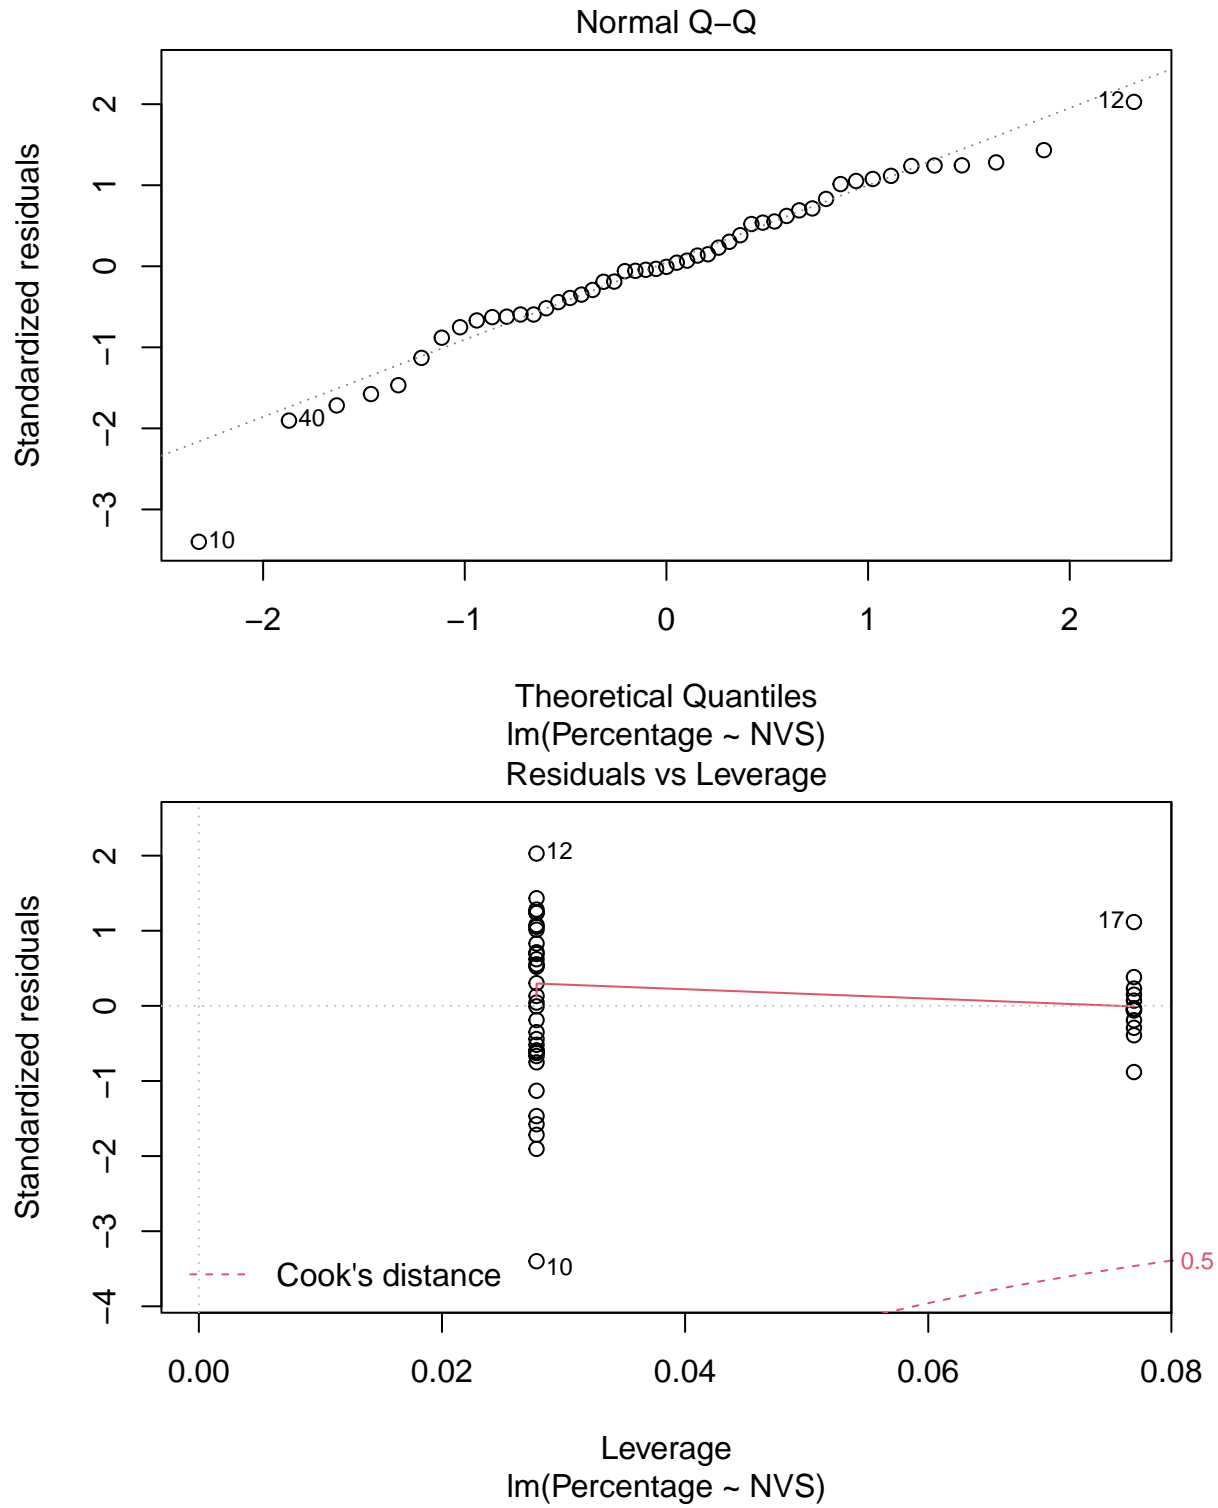 Normal Q−Q
Standardized residuals
2
1
0
−1
−2
−3
12
40
10
−2 −1 0 1 2
Theoretical Quantiles
lm(Percentage ~ NVS)
Residuals vs Leverage
Standardized residuals
2
1
0
−1
−2
−3
−4
12
17
10
Cook's distance
0.5
0.00 0.02 0.04 0.06 0.08
Leverage
lm(Percentage ~ NVS)